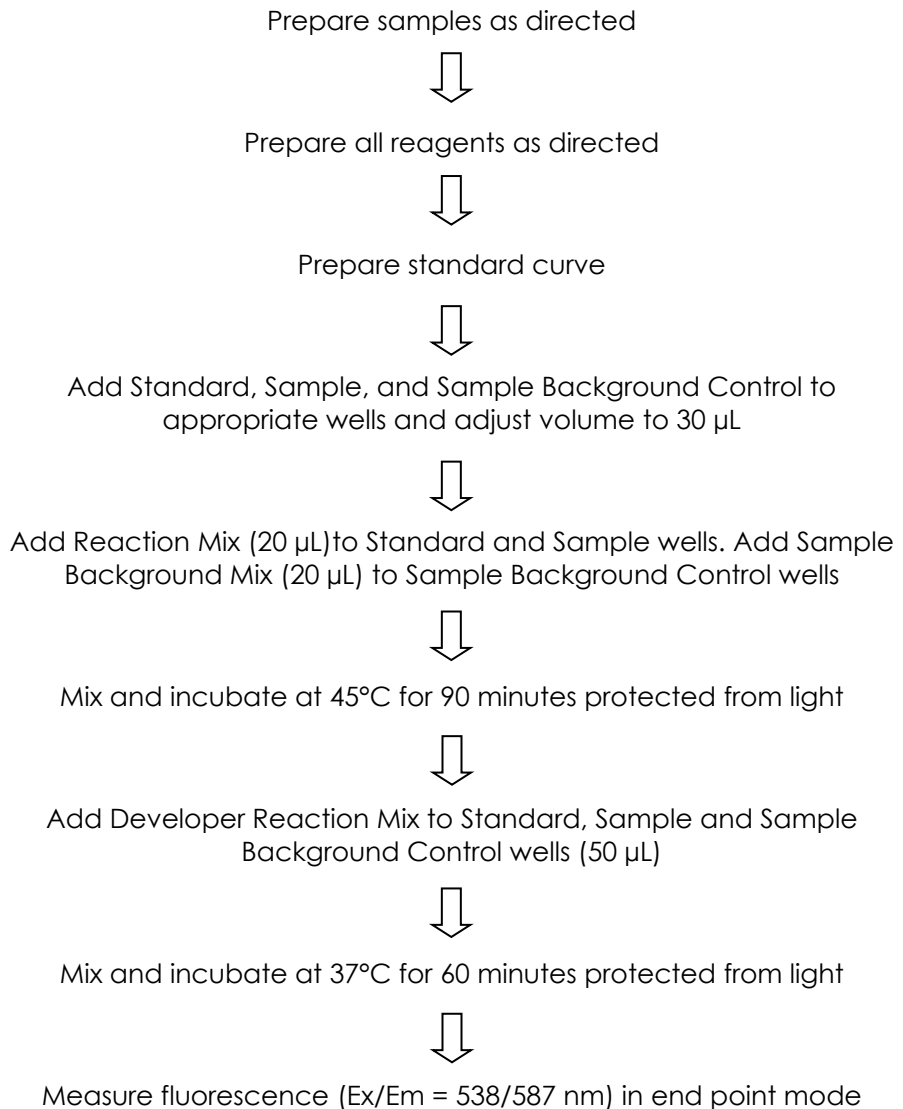 Prepare samples as directed
Prepare all reagents as directed
Prepare standard curve
Add Standard, Sample, and Sample Background Control to
appropriate wells and adjust volume to 30 µL
Add Reaction Mix (20 µL)to Standard and Sample wells. Add Sample
Background Mix (20 µL) to Sample Background Control wells
Mix and incubate at 45°C for 90 minutes protected from light
Add Developer Reaction Mix to Standard, Sample and Sample
Background Control wells (50 µL)
Mix and incubate at 37°C for 60 minutes protected from light
Measure fluorescence (Ex/Em = 538/587 nm) in end point mode